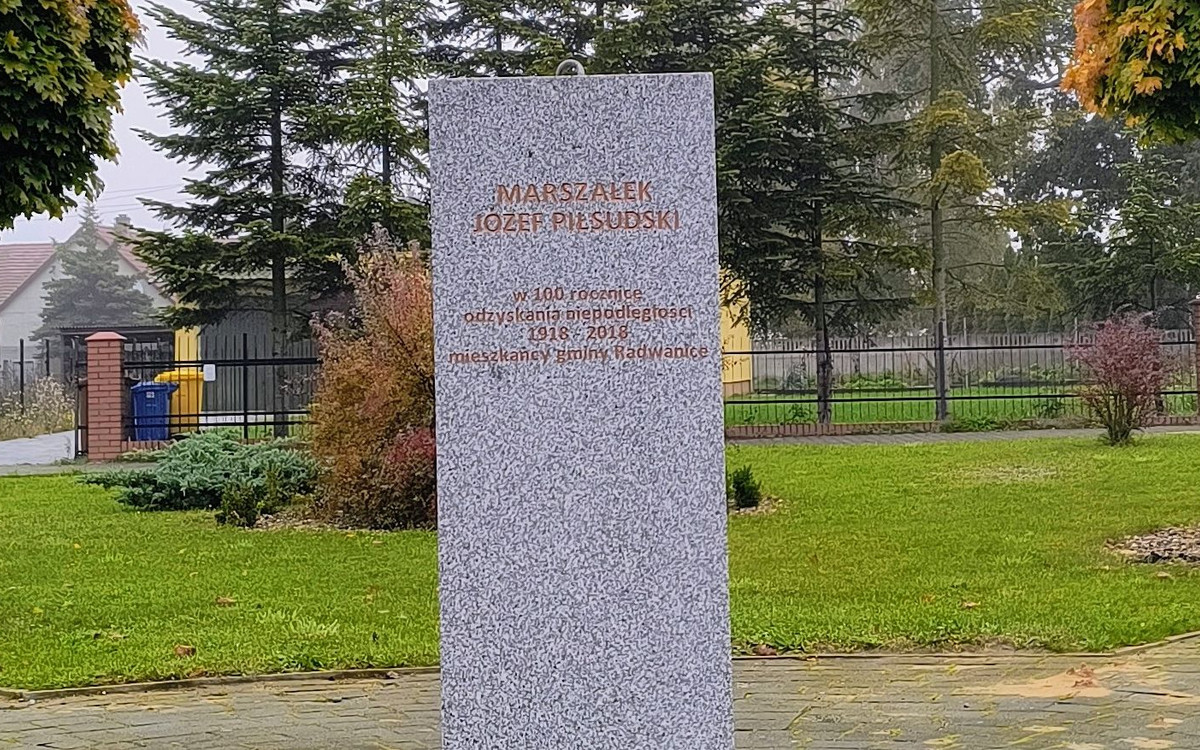 MARSZAŁEK
JÓZEF PIŁSUDSKI
w 100 rocznicę
odzyskania niepodległości
1918 - 2018
mieszkańcy gminy Radwanice